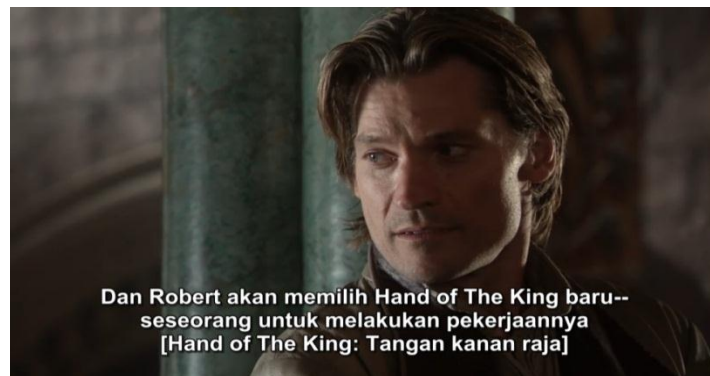 Dan Robert akan memilih Hand of The King baru--
seseorang untuk melakukan pekerjaannya
[Hand of The King: Tangan kanan raja]